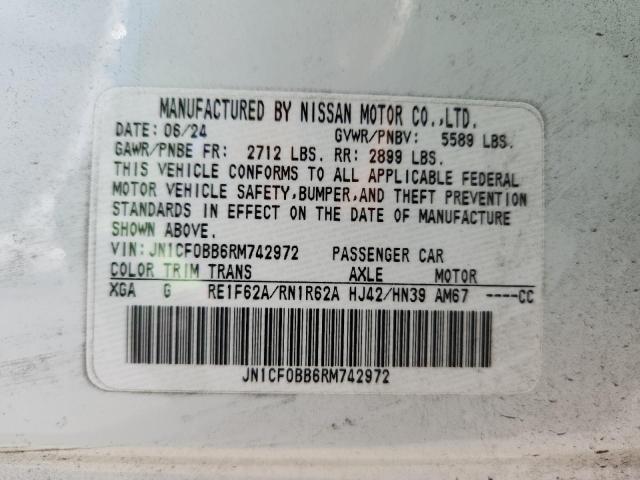 MANUFACTURED BY NISSAN MOTOR CO.,LTD.
DATE: 06/24 GVWR/PNBV: 5589 LBS.
GAWR/PNBE FR: 2712 LBS. RR: 2899 LBS.
THIS VEHICLE CONFORMS TO ALL APPLICABLE FEDERAL
MOTOR VEHICLE SAFETY,BUMPER,AND THEFT PREVENTION
STANDARDS IN EFFECT ON THE DATE OF MANUFACTURE
SHOWN ABOVE.
VIN: JN1CF0BB6RM742972 PASSENGER CAR
COLOR TRIM TRANS AXLE MOTOR
XGA G RE1F62A/RN1R62A HJ42/HN39 AM67 ----CC
JN1CF0BB6RM742972